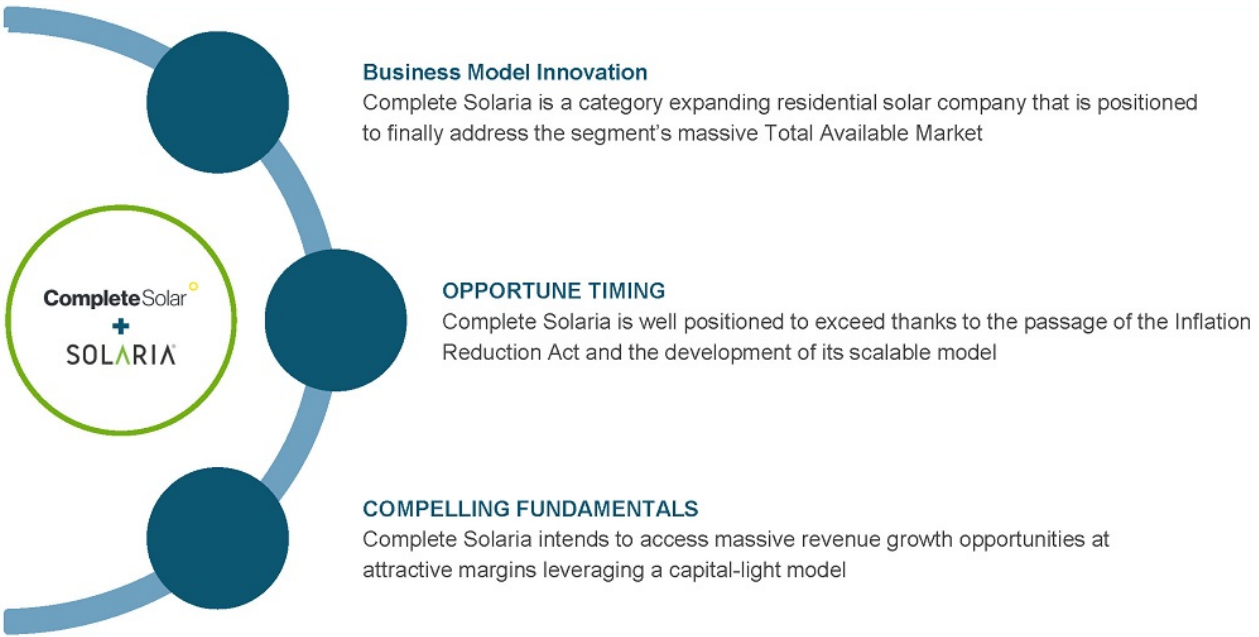 Business Model Innovation
Complete Solaria is a category expanding residential solar company that is positioned
to finally address the segment’s massive Total Available Market
CompleteSolar
+
SOLARIA®
OPPORTUNE TIMING
Complete Solaria is well positioned to exceed thanks to the passage of the Inflation
Reduction Act and the development of its scalable model
COMPELLING FUNDAMENTALS
Complete Solaria intends to access massive revenue growth opportunities at
attractive margins leveraging a capital-light model